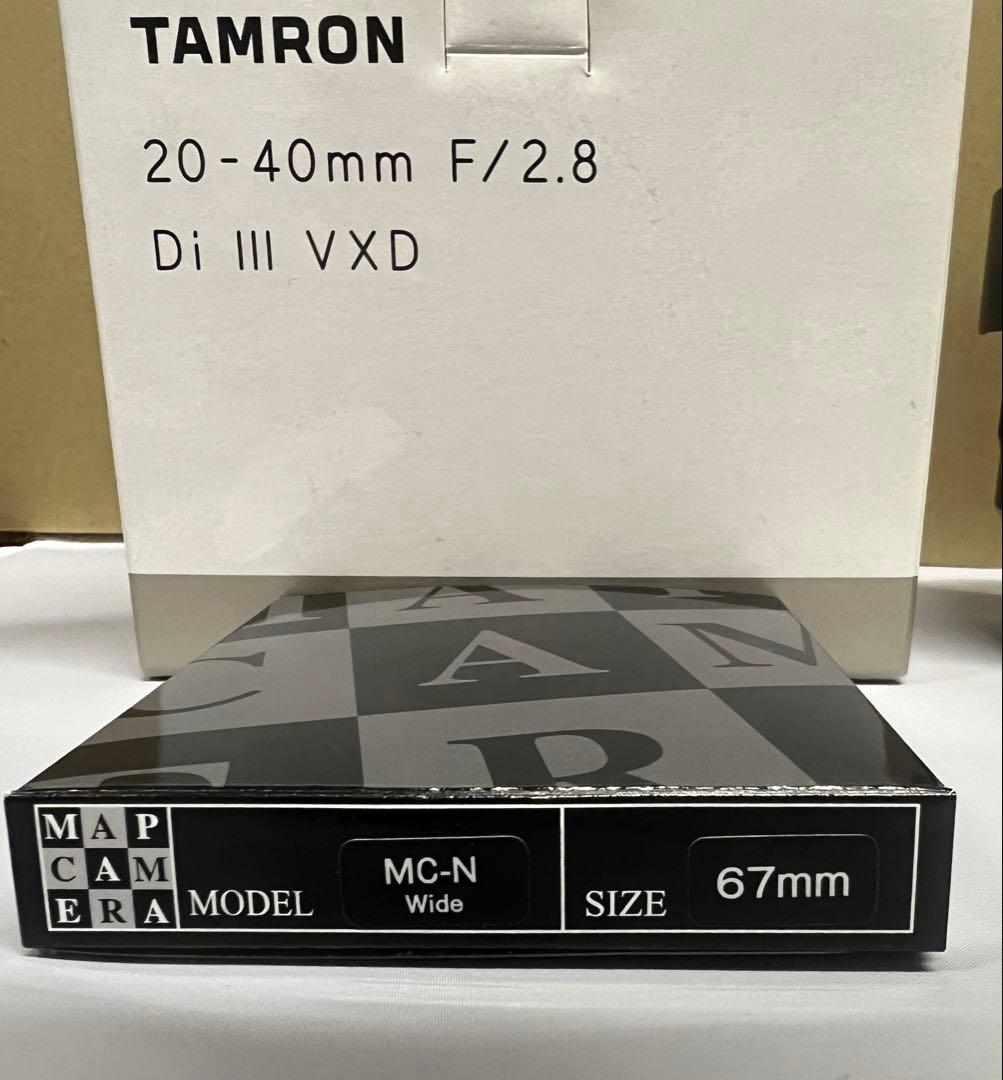 TAMRON
20-40mm F/2.8
Di III VXD
A
C A M
R
MAP
CAM
ERA
MODEL
MC-N
Wide
SIZE
67mm